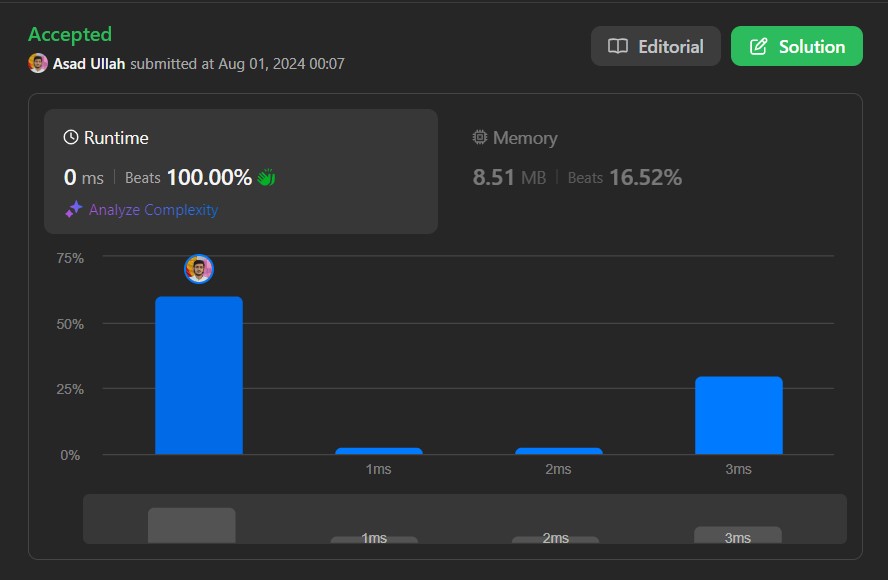 Accepted
Editorial
Solution
Asad Ullah submitted at Aug 01, 2024 00:07
Runtime
Memory
0 ms | Beats 100.00%
8.51 MB | Beats 16.52%
Analyze Complexity
75%
50%
25%
0%
1ms 2ms 3ms
1ms 2ms 3ms